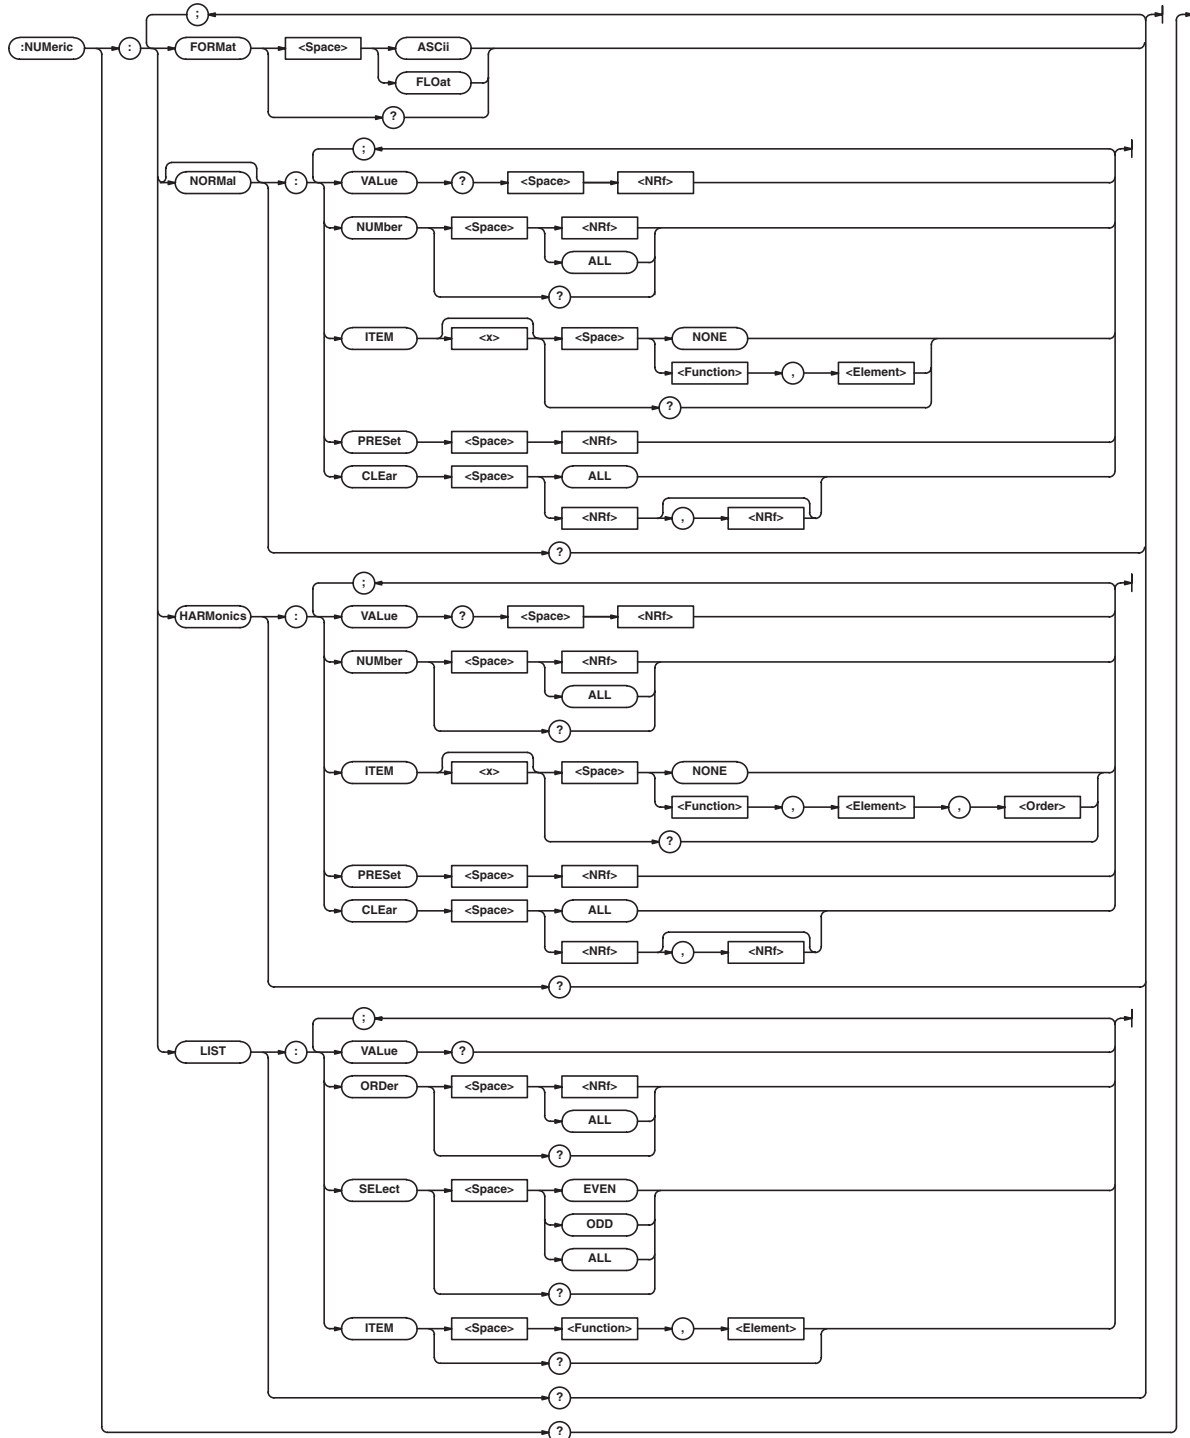 ;
:NUMeric : FORMat <Space> ASCii
FLOat
?
;
NORMal : VALue ? <Space> <NRf>
NUMber <Space> <NRf>
ALL
?
ITEM <x> <Space> NONE
<Function> , <Element>
?
PRESet <Space> <NRf>
CLEar <Space> ALL
<NRf> , <NRf>
?
;
HARMonics : VALue ? <Space> <NRf>
NUMber <Space> <NRf>
ALL
?
ITEM <x> <Space> NONE
<Function> , <Element> , <Order>
?
PRESet <Space> <NRf>
CLEar <Space> ALL
<NRf> , <NRf>
?
;
LIST : VALue ?
ORDer <Space> <NRf>
ALL
?
SELect <Space> EVEN
ODD
ALL
?
ITEM <Space> <Function> , <Element>
?
?
?